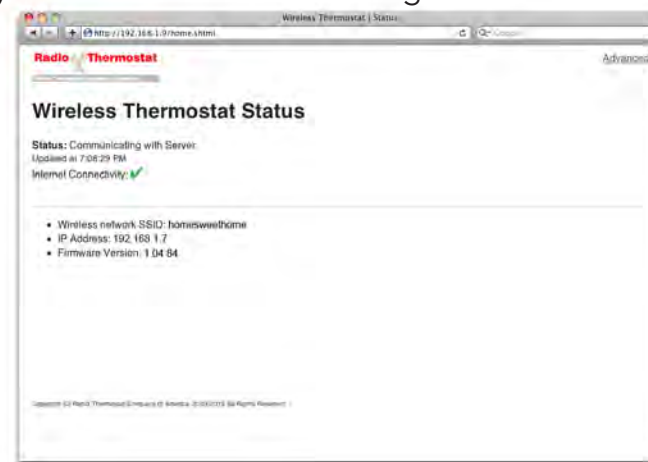 Wireless Thermostat | Status
http://192.168.1.9/home.shtml
Radio Thermostat
Advanced
Wireless Thermostat Status
Status: Communicating with Server.
Updated at 7:08:29 PM
Internet Connectivity:
Wireless network SSID: homesweethome
IP Address: 192.168.1.7
Firmware Version: 1.04.84